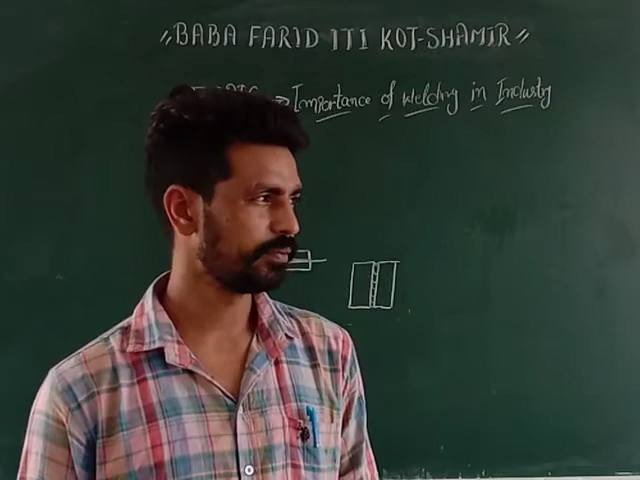 "BABA FARID ITI KOT-SHAMIR"
⇒ Importance of Welding in Industry